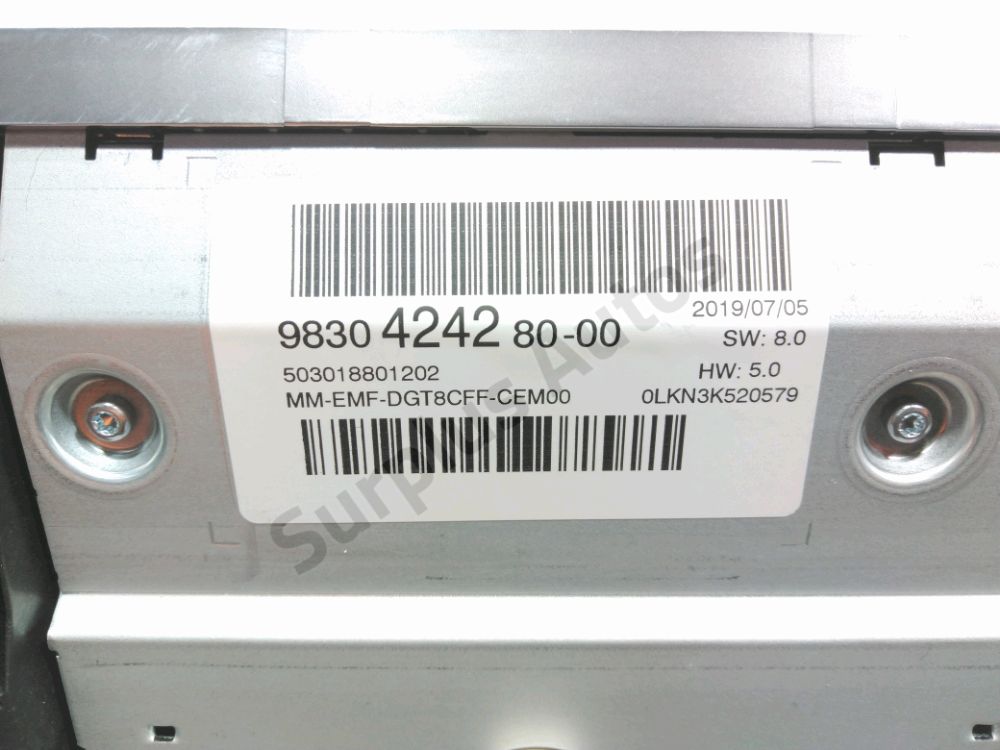 2019/07/05
9830 4242 80-00
SW: 8.0
503018801202
HW: 5.0
MM-EMF-DGT8CFF-CEM00
0LKN3K520579
Surplus Autos